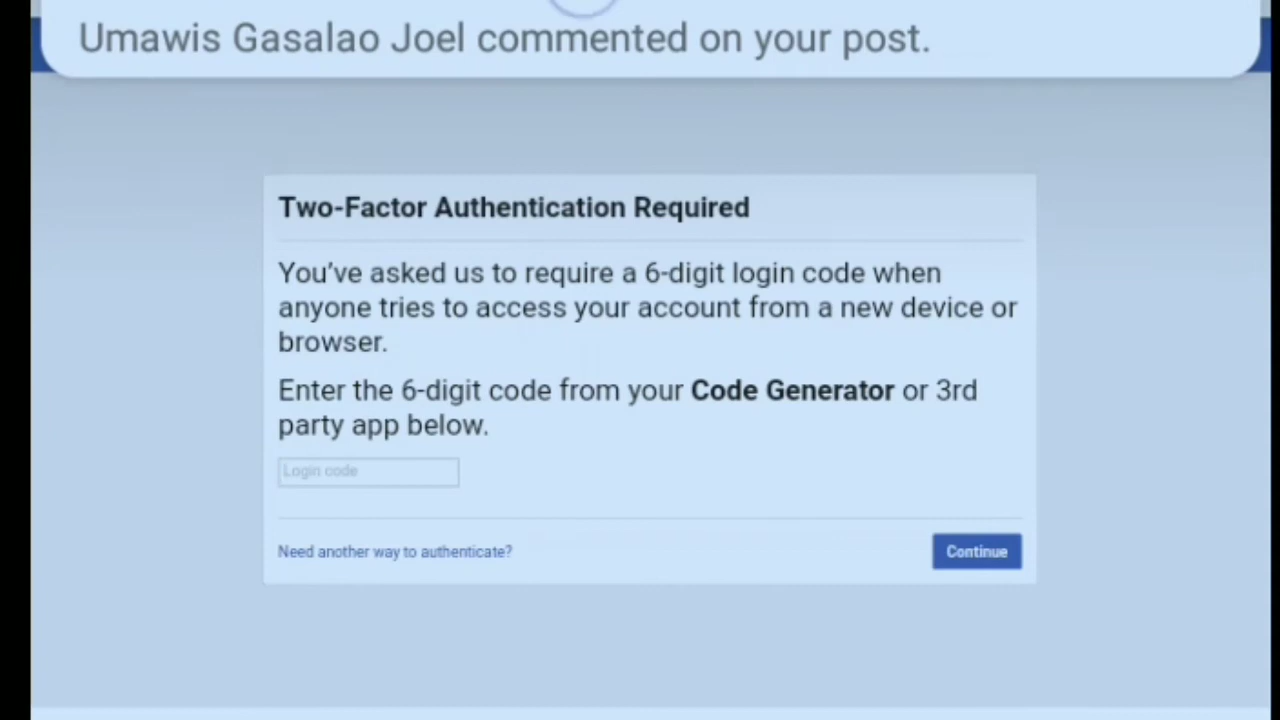 Umawis Gasalao Joel commented on your post.
Two-Factor Authentication Required
You've asked us to require a 6-digit login code when
anyone tries to access your account from a new device or
browser.
Enter the 6-digit code from your Code Generator or 3rd
party app below.
Login code
Need another way to authenticate?
Continue